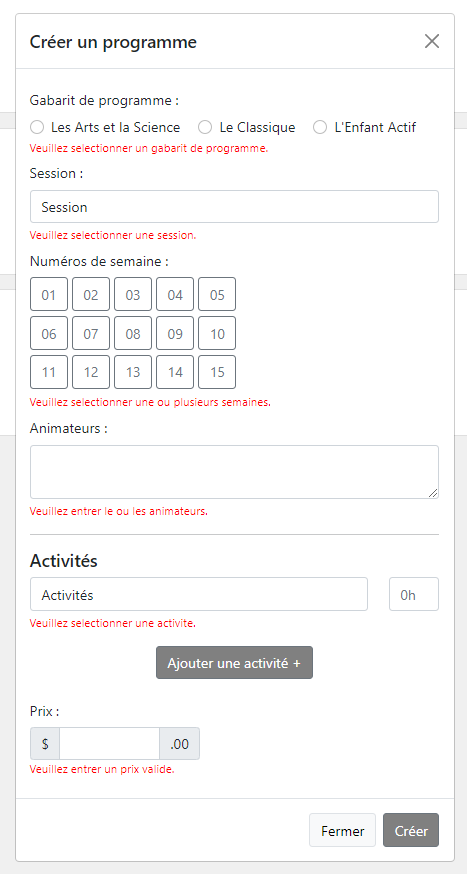 Créer un programme
Gabarit de programme :
Les Arts et la Science Le Classique L'Enfant Actif
Veuillez selectionner un gabarit de programme.
Session :
Session
Veuillez selectionner une session.
Numéros de semaine :
01 02 03 04 05
06 07 08 09 10
11 12 13 14 15
Veuillez selectionner une ou plusieurs semaines.
Animateurs :
Veuillez entrer le ou les animateurs.
Activités
Activités 0h
Veuillez selectionner une activite.
Ajouter une activité +
Prix :
$ .00
Veuillez entrer un prix valide.
Fermer Créer